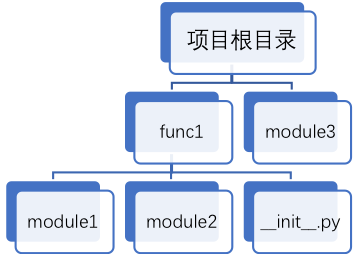 项目根目录
func1
module3
module1
module2
__init__.py